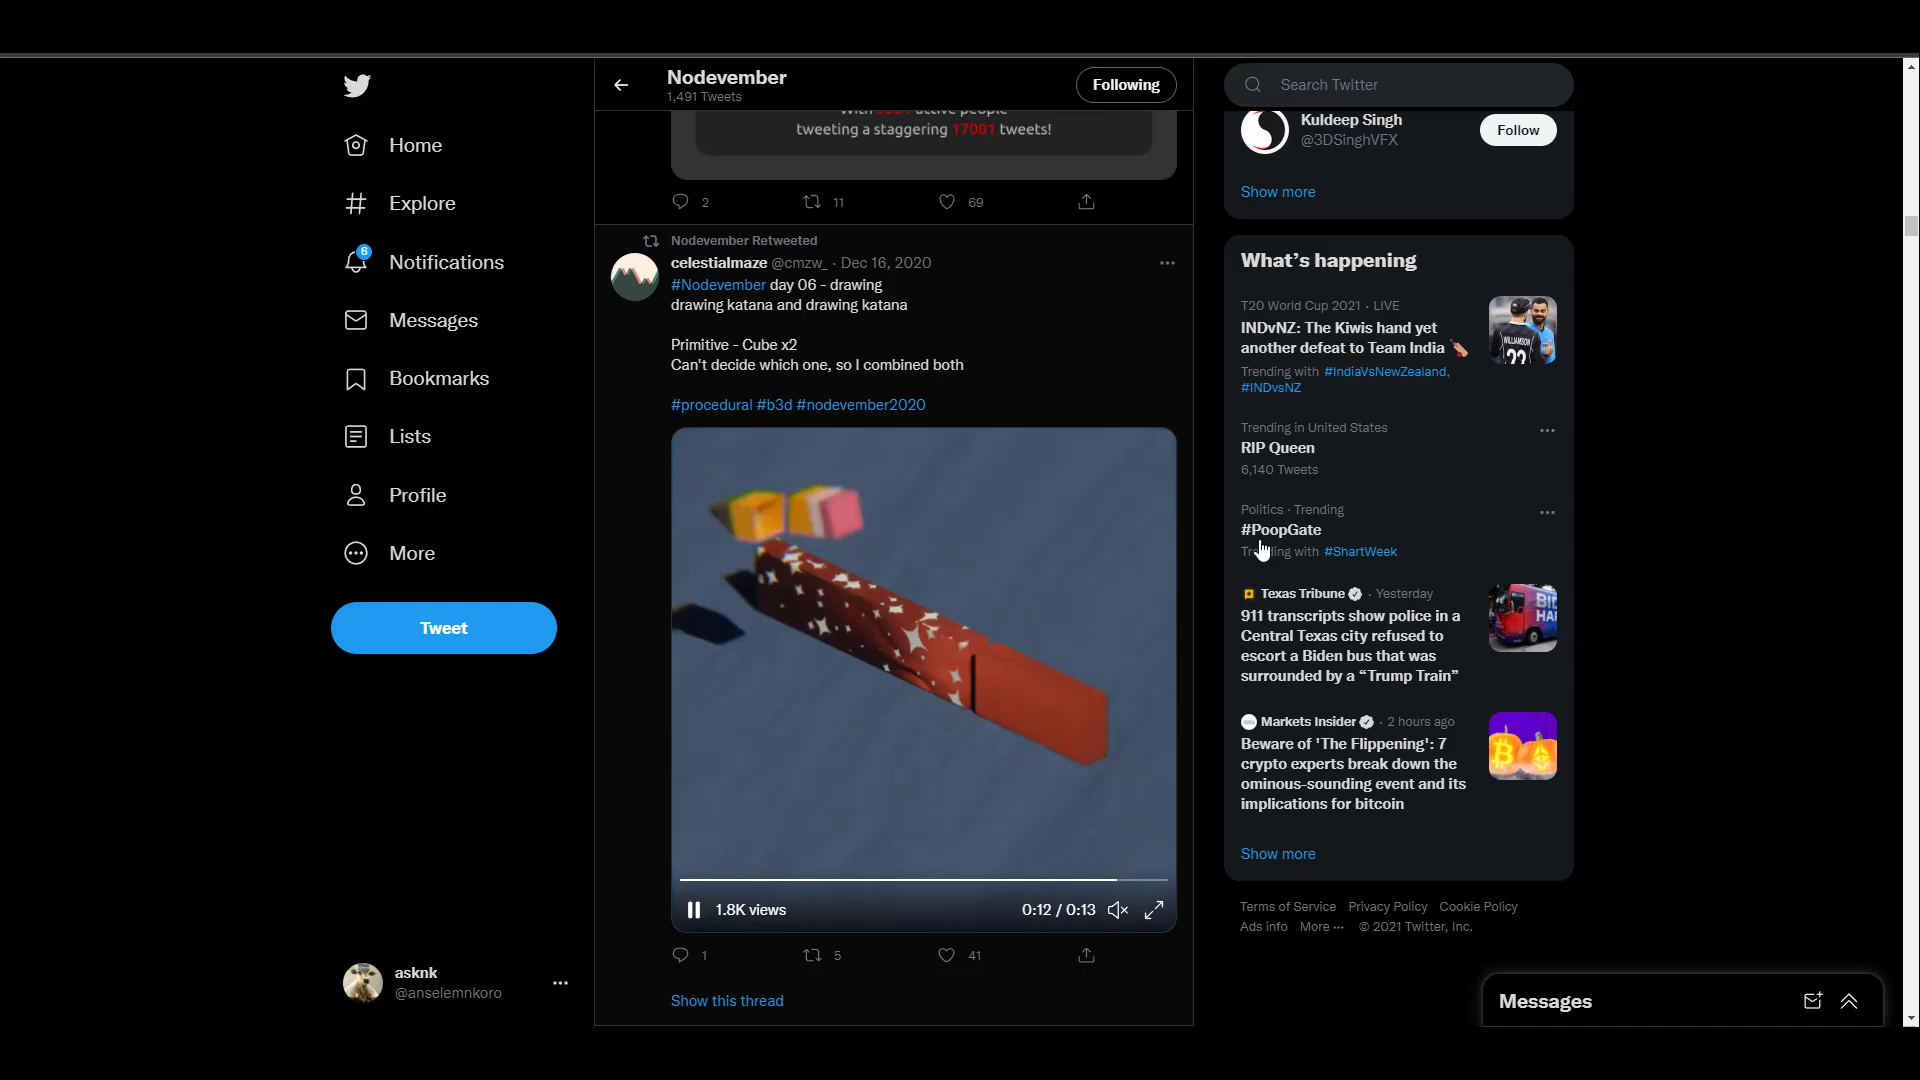 Home
Explore
6
Notifications
Messages
Bookmarks
Lists
Profile
More
Tweet
asknk
@anselemnkoro
Nodevember
1,491 Tweets
Following
active people
tweeting a staggering 17001 tweets!
2 11 69
Nodevember Retweeted
celestialmaze @cmzw_ · Dec 16, 2020
#Nodevember day 06 - drawing
drawing katana and drawing katana
Primitive - Cube x2
Can't decide which one, so I combined both
#procedural #b3d #nodevember2020
1.8K views 0:12 / 0:13
1 5 41
Show this thread
Search Twitter
Kuldeep Singh
@3DSinghVFX
Follow
Show more
What's happening
T20 World Cup 2021 · LIVE
INDvNZ: The Kiwis hand yet
another defeat to Team India
Trending with #IndiaVsNewZealand,
#INDvsNZ
WILLIAMSON
22
Trending in United States
RIP Queen
6,140 Tweets
Politics · Trending
#PoopGate
Trending with #ShartWeek
Texas Tribune · Yesterday
911 transcripts show police in a
Central Texas city refused to
escort a Biden bus that was
surrounded by a “Trump Train”
BI
HA
Markets Insider · 2 hours ago
Beware of 'The Flippening': 7
crypto experts break down the
ominous-sounding event and its
implications for bitcoin
Show more
Terms of Service Privacy Policy Cookie Policy
Ads info More ··· © 2021 Twitter, Inc.
Messages